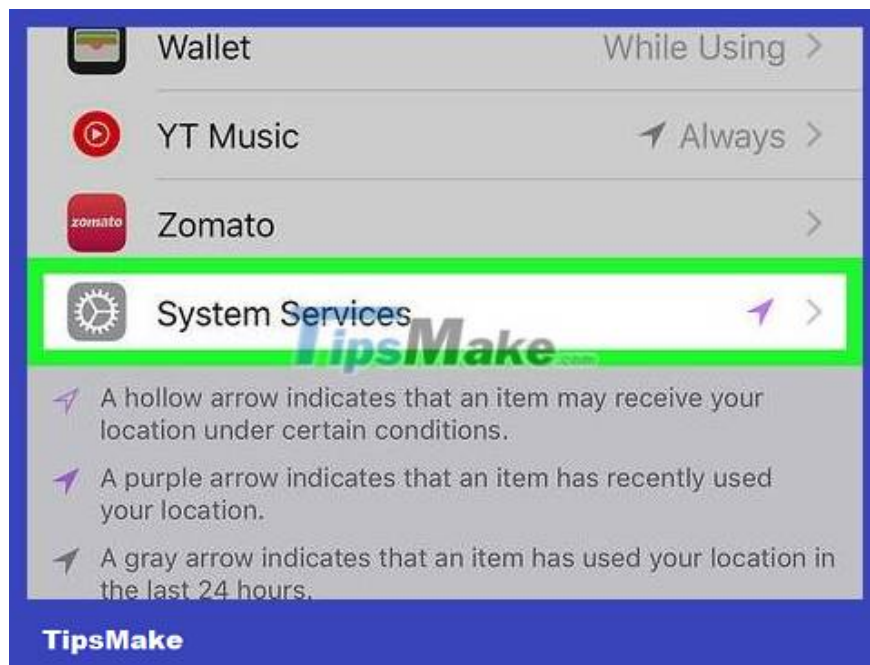 Wallet While Using >
YT Music Always >
zomato Zomato >
System Services >
TipsMake.com
A hollow arrow indicates that an item may receive your
location under certain conditions.
A purple arrow indicates that an item has recently used
your location.
A gray arrow indicates that an item has used your location in
the last 24 hours.
TipsMake